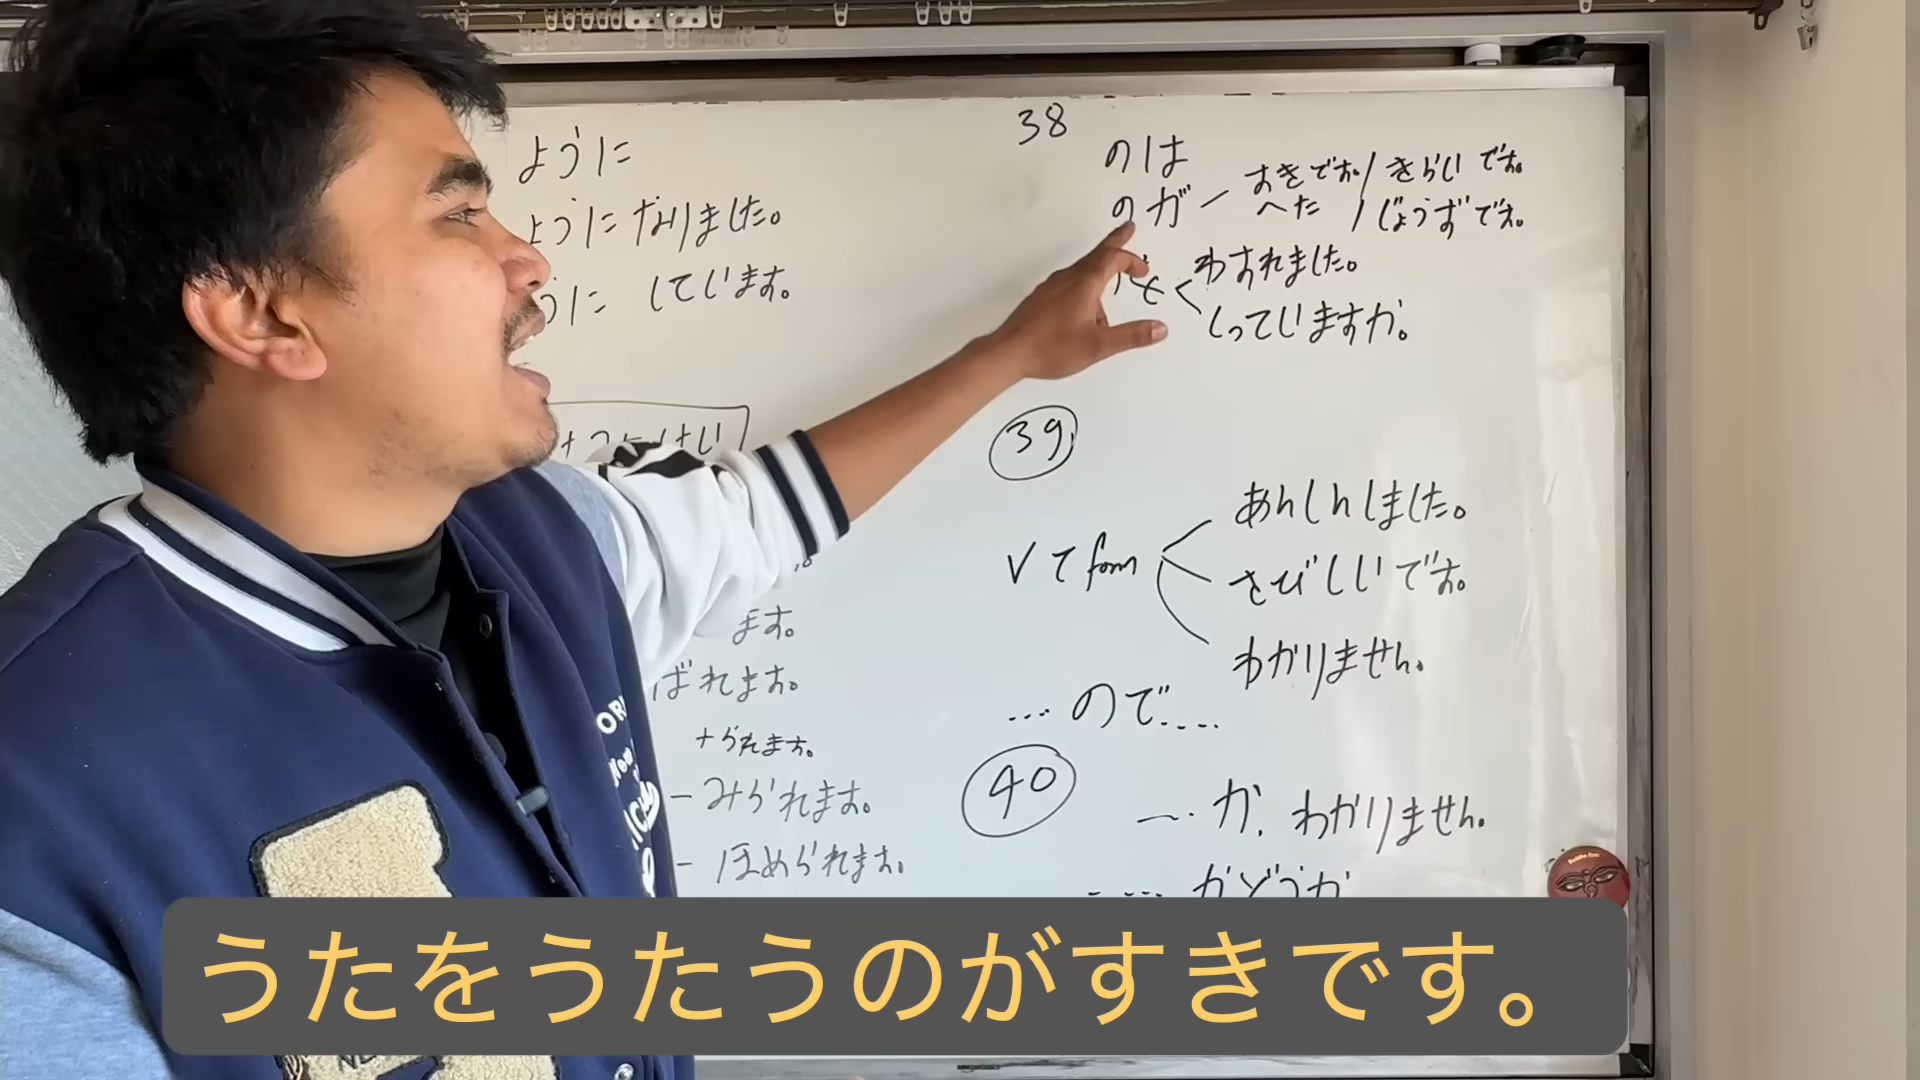 ように
ように なりました。
うに しています。
ます。
ばれます。
られます。
- みられます。
- ほめられます。
38
のは
のが - すきです。/ きらいです。
へた / じょうずです。
を < わすれました。
しっていますか。
39
V て form
あんしんしました。
さびしいです。
わかりません。
.... ので ....
40
... か、わかりません。
..... かどうか
うたをうたうのがすきです。